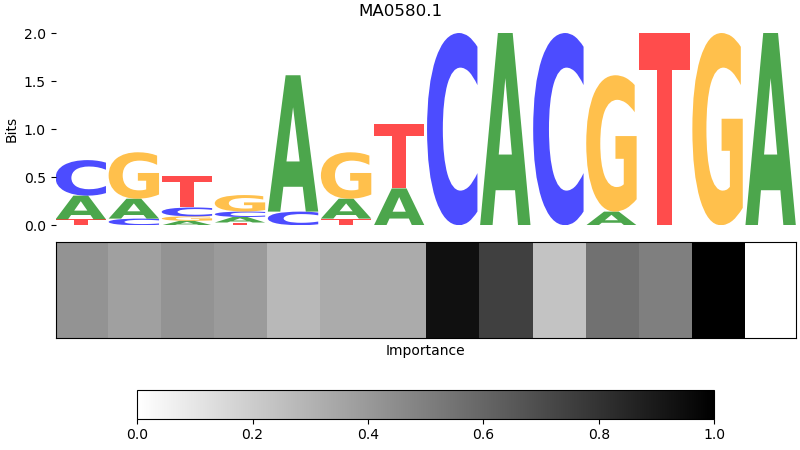 MA0580.1
2.0
1.5
1.0
0.5
0.0
Bits
C G T G A G T C A C G T G A
A A C C C A A A
T C G A T
A T
Importance
0.0 0.2 0.4 0.6 0.8 1.0